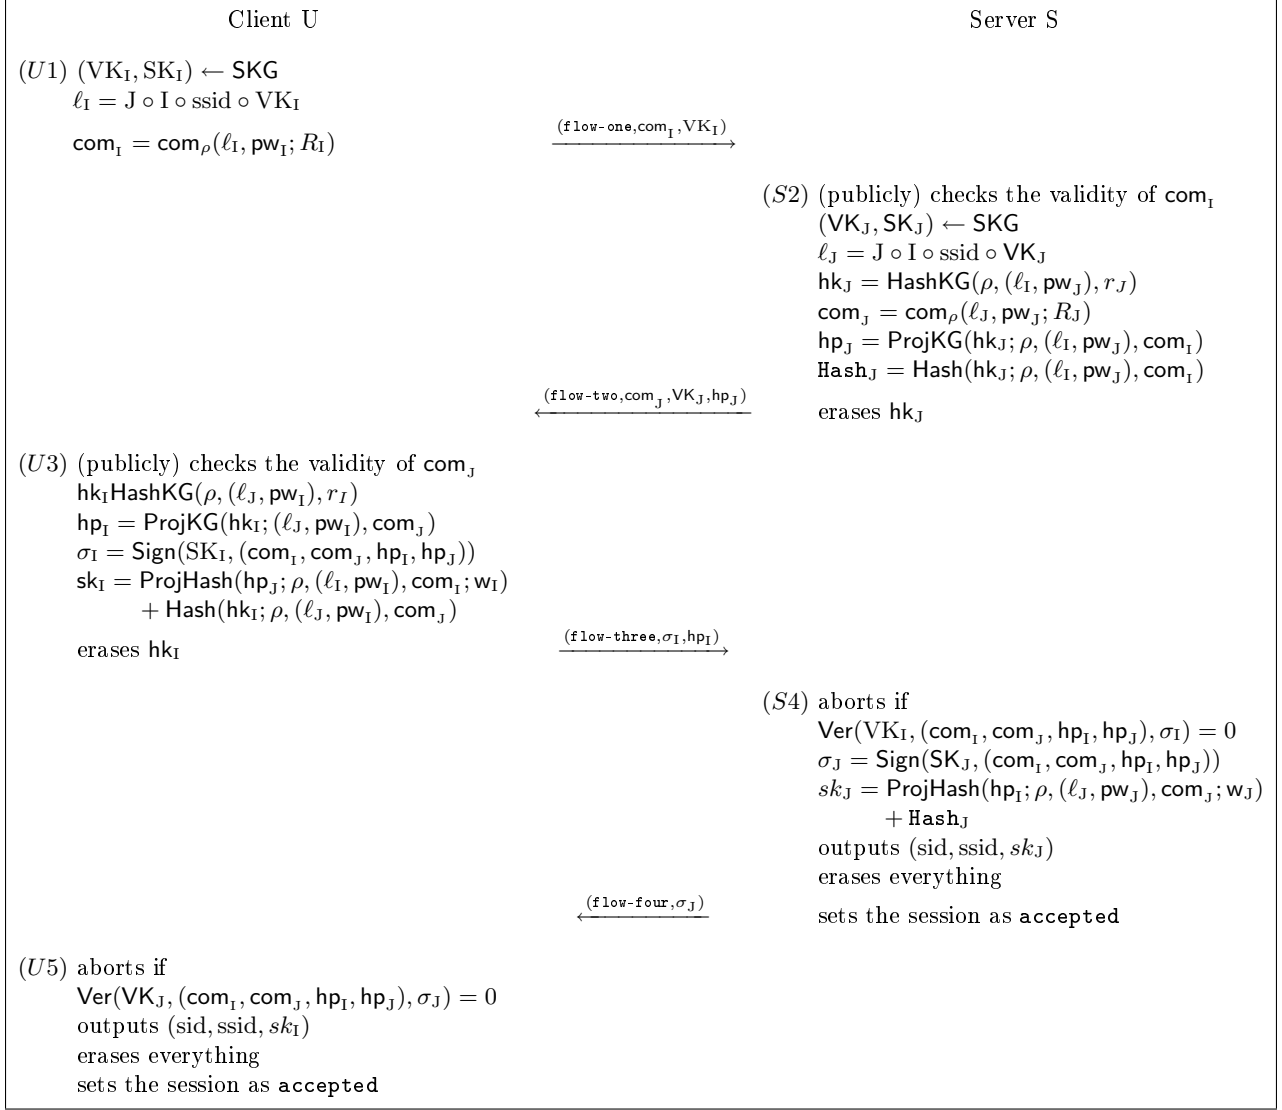 Client U
Server S
(U1) (VK_I, SK_I) ← SKG
ℓ_I = J ∘ I ∘ ssid ∘ VK_I
com_I = com_ρ(ℓ_I, pw_I; R_I)
(flow-one,com_I,VK_I)
(S2) (publicly) checks the validity of com_I
(VK_J, SK_J) ← SKG
ℓ_J = J ∘ I ∘ ssid ∘ VK_J
hk_J = HashKG(ρ, (ℓ_I, pw_J), r_J)
com_J = com_ρ(ℓ_J, pw_J; R_J)
hp_J = ProjKG(hk_J; ρ, (ℓ_I, pw_J), com_I)
Hash_J = Hash(hk_J; ρ, (ℓ_I, pw_J), com_I)
(flow-two,com_J,VK_J,hp_J)
erases hk_J
(U3) (publicly) checks the validity of com_J
hk_IHashKG(ρ, (ℓ_J, pw_I), r_I)
hp_I = ProjKG(hk_I; (ℓ_J, pw_I), com_J)
σ_I = Sign(SK_I, (com_I, com_J, hp_I, hp_J))
sk_I = ProjHash(hp_J; ρ, (ℓ_I, pw_I), com_I; w_I)
+ Hash(hk_I; ρ, (ℓ_J, pw_I), com_J)
erases hk_I
(flow-three,σ_I,hp_I)
(S4) aborts if
Ver(VK_I, (com_I, com_J, hp_I, hp_J), σ_I) = 0
σ_J = Sign(SK_J, (com_I, com_J, hp_I, hp_J))
sk_J = ProjHash(hp_I; ρ, (ℓ_J, pw_J), com_J; w_J)
+ Hash_J
outputs (sid, ssid, sk_J)
erases everything
(flow-four,σ_J)
sets the session as accepted
(U5) aborts if
Ver(VK_J, (com_I, com_J, hp_I, hp_J), σ_J) = 0
outputs (sid, ssid, sk_I)
erases everything
sets the session as accepted